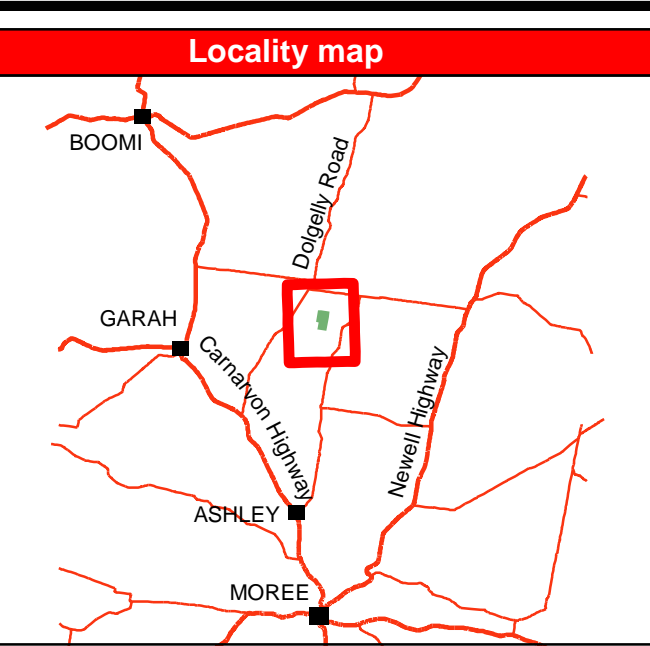 Locality map
BOOMI
Dolgelly Road
GARAH
Carnarvon Highway
Newell Highway
ASHLEY
MOREE